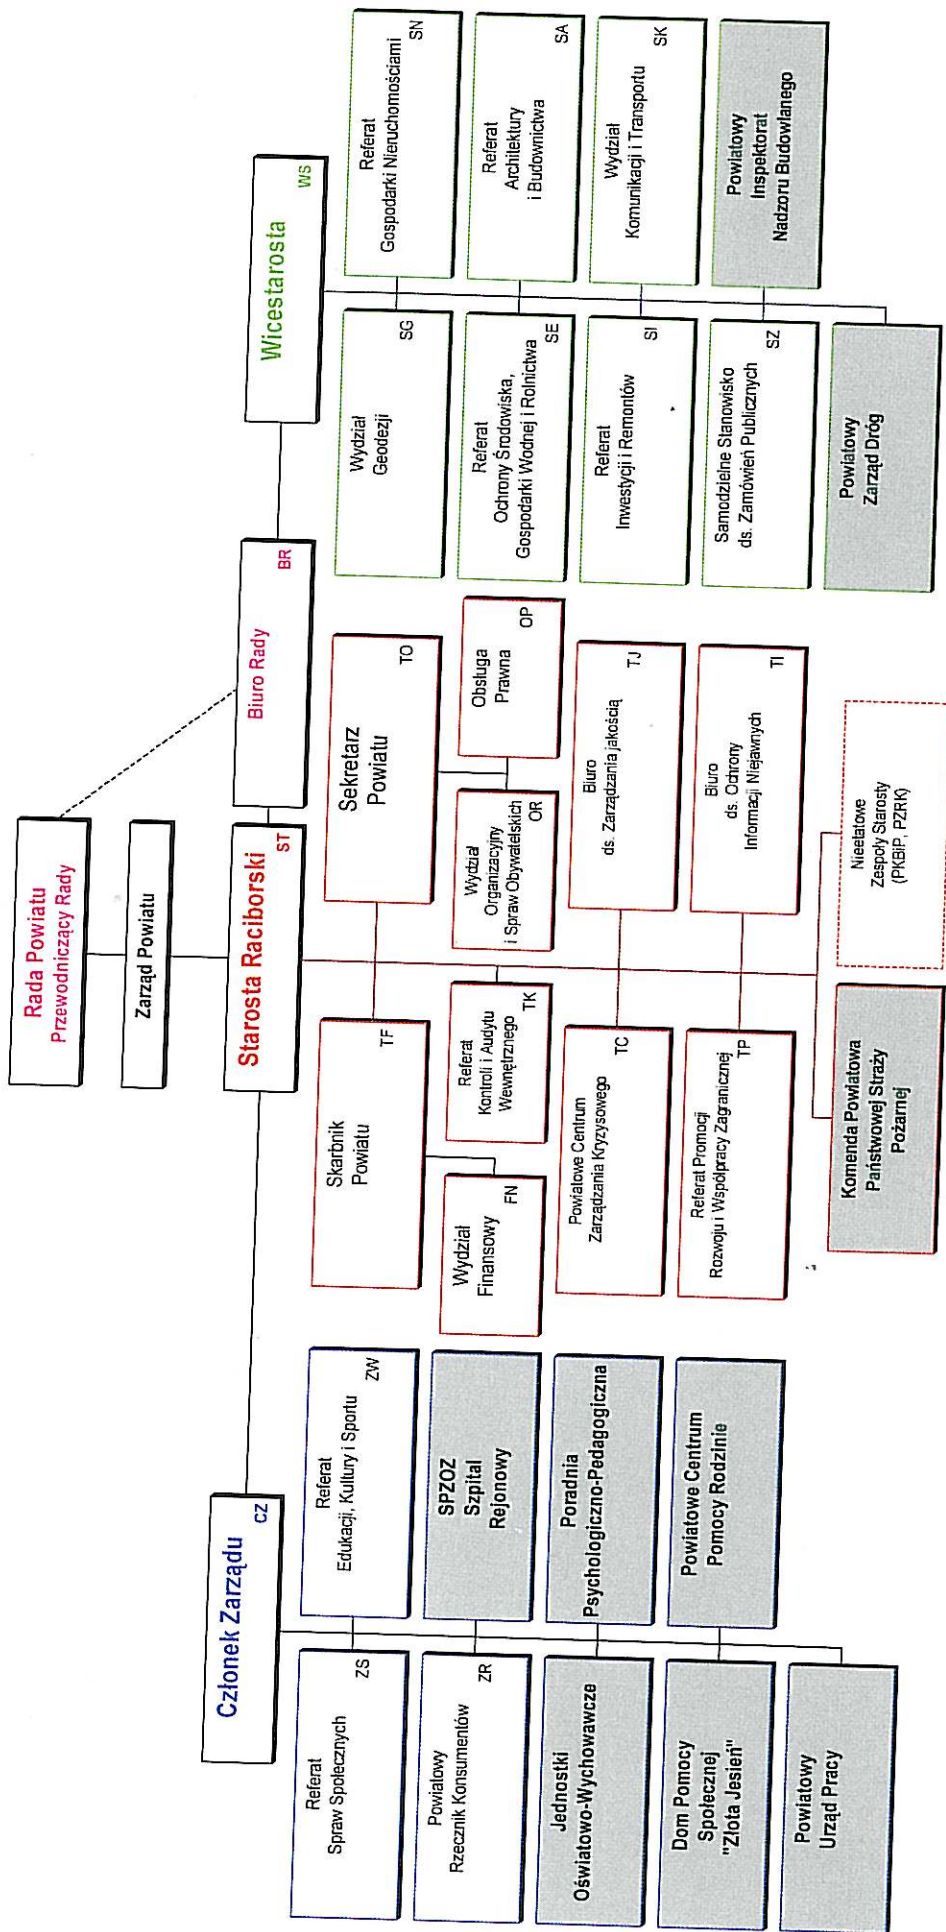 Rada Powiatu
Przewodniczący Rady
Zarząd Powiatu
Starosta Raciborski
ST
Biuro Rady
BR
Członek Zarządu
CZ
Wicestarosta
WS
Referat
Spraw Społecznych
ZS
Referat
Edukacji, Kultury i Sportu
ZW
Powiatowy
Rzecznik Konsumentów
ZR
SPZOZ
Szpital
Rejonowy
Jednostki
Oświatowo-Wychowawcze
Poradnia
Psychologiczno-Pedagogiczna
Dom Pomocy
Społecznej
"Złota Jesień"
Powiatowe Centrum
Pomocy Rodzinie
Powiatowy
Urząd Pracy
Skarbnik
Powiatu
TF
Sekretarz
Powiatu
TO
Wydział
Finansowy
FN
Referat
Kontroli i Audytu
Wewnętrznego
TK
Wydział
Organizacyjny
i Spraw Obywatelskich
OR
Obsługa
Prawna
OP
Powiatowe Centrum
Zarządzania Kryzysowego
TC
Biuro
ds. Zarządzania jakością
TJ
Referat Promocji
Rozwoju i Współpracy Zagranicznej
TP
Biuro
ds. Ochrony
Informacji Niejawnych
TI
Komenda Powiatowa
Państwowej Straży
Pożarnej
Nieetatowe
Zespoły Starosty
(PKBiP, PZRK)
Wydział
Geodezji
SG
Referat
Gospodarki Nieruchomościami
SN
Referat
Ochrony Środowiska,
Gospodarki Wodnej i Rolnictwa
SE
Referat
Architektury
i Budownictwa
SA
Referat
Inwestycji i Remontów
SI
Wydział
Komunikacji i Transportu
SK
Samodzielne Stanowisko
ds. Zamówień Publicznych
SZ
Powiatowy
Inspektorat
Nadzoru Budowlanego
Powiatowy
Zarząd Dróg